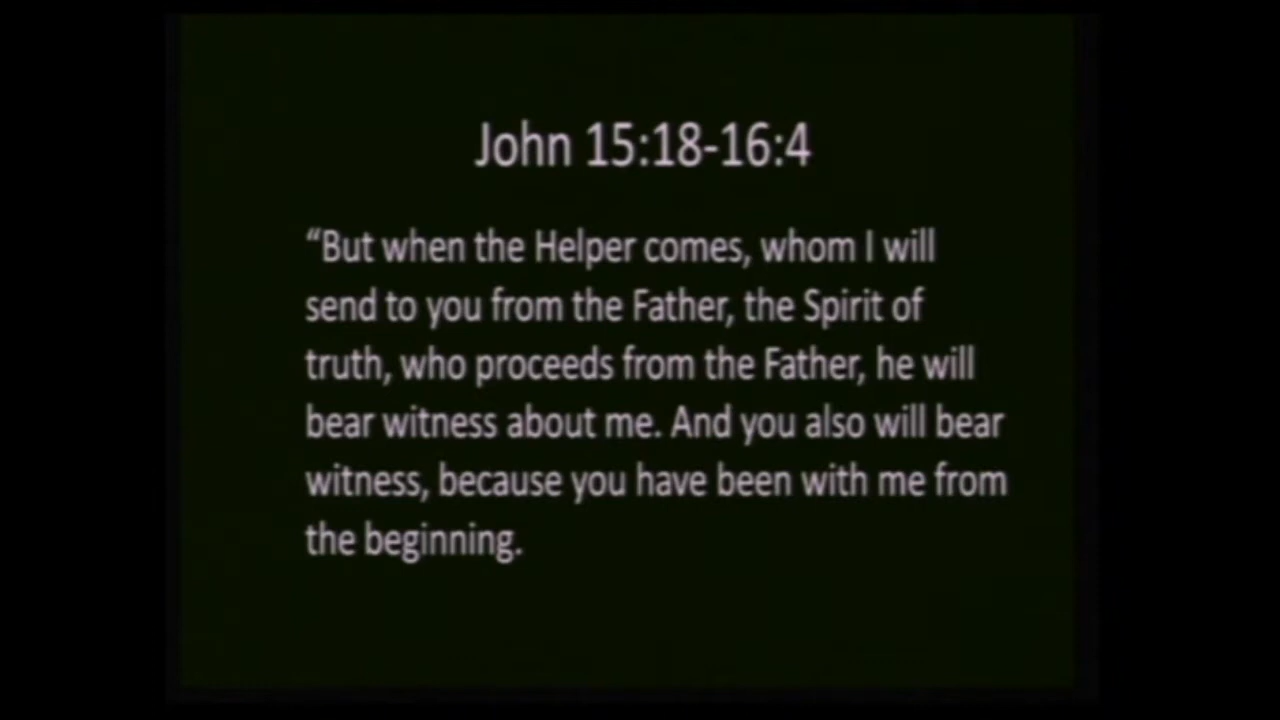 John 15:18-16:4
“But when the Helper comes, whom I will
send to you from the Father, the Spirit of
truth, who proceeds from the Father, he will
bear witness about me. And you also will bear
witness, because you have been with me from
the beginning.